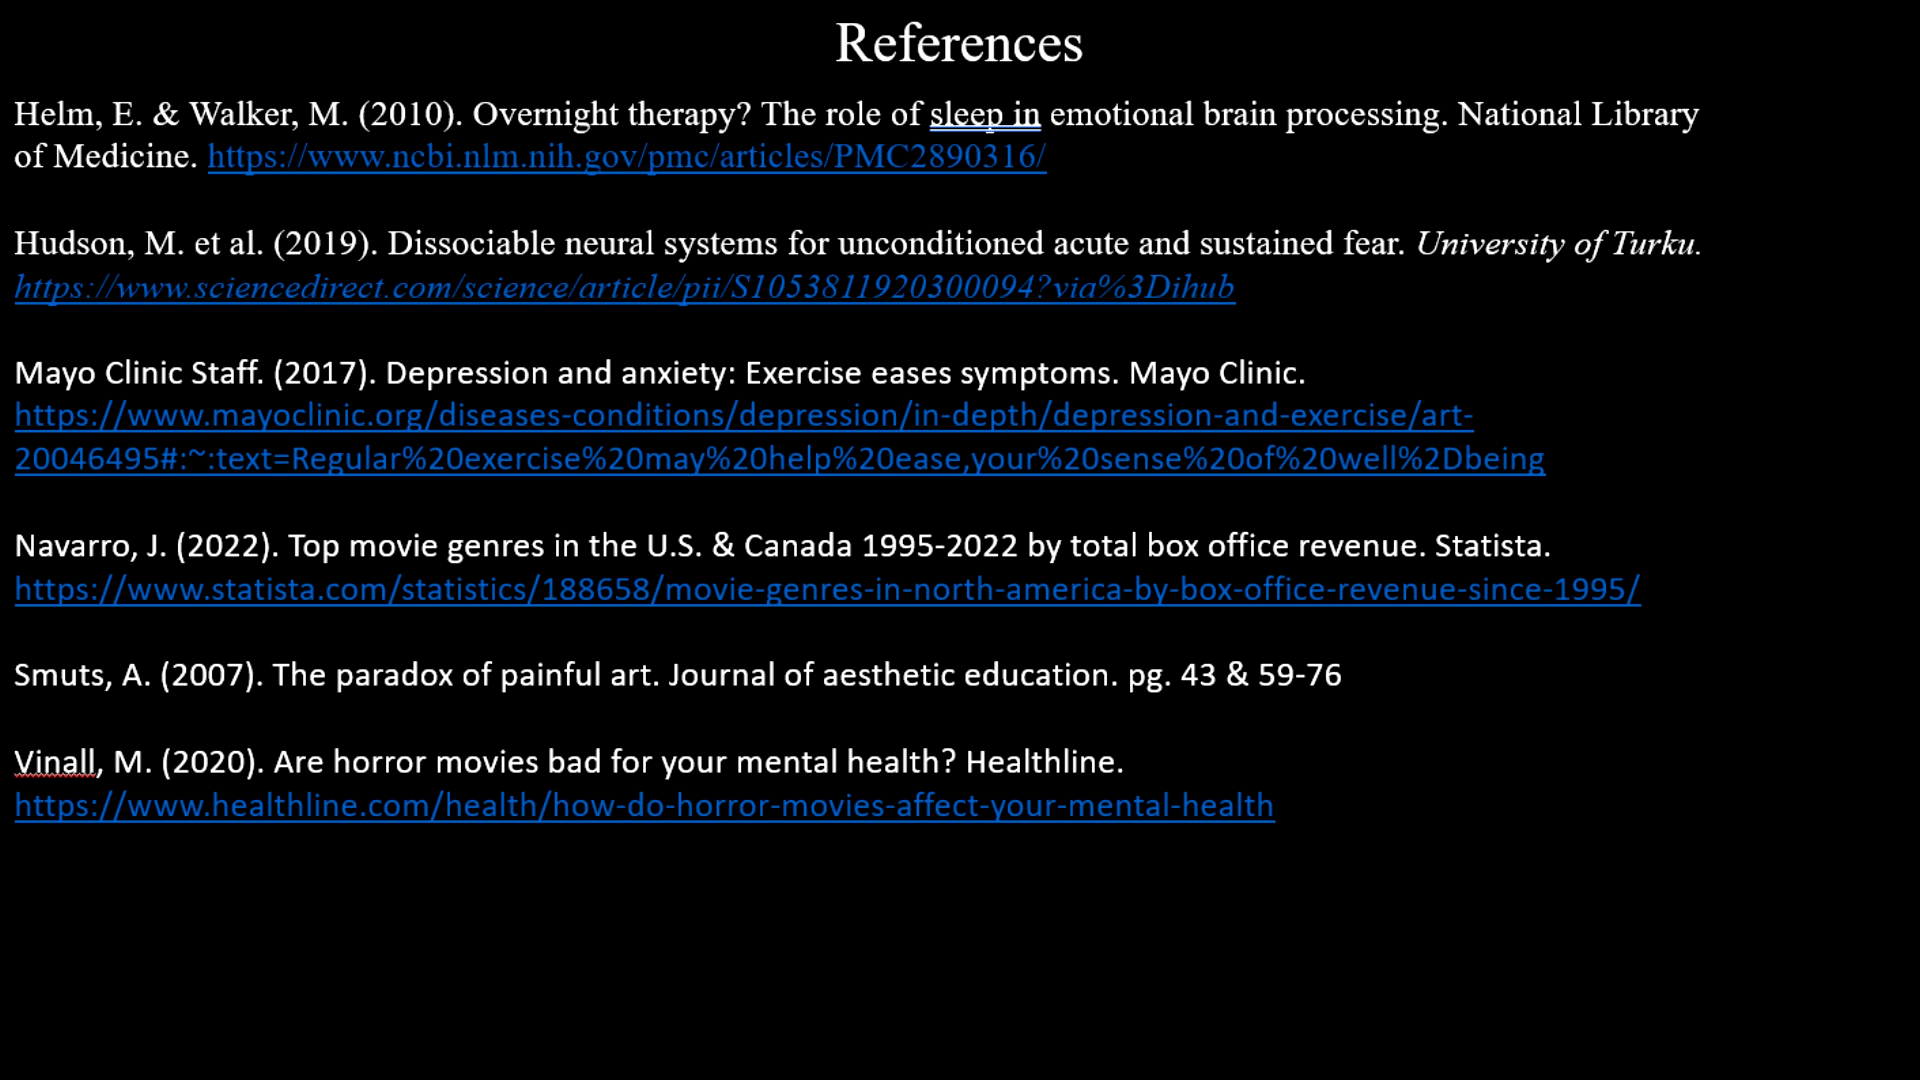 References
Helm, E. & Walker, M. (2010). Overnight therapy? The role of sleep in emotional brain processing. National Library
of Medicine. https://www.ncbi.nlm.nih.gov/pmc/articles/PMC2890316/
Hudson, M. et al. (2019). Dissociable neural systems for unconditioned acute and sustained fear. University of Turku.
https://www.sciencedirect.com/science/article/pii/S1053811920300094?via%3Dihub
Mayo Clinic Staff. (2017). Depression and anxiety: Exercise eases symptoms. Mayo Clinic.
https://www.mayoclinic.org/diseases-conditions/depression/in-depth/depression-and-exercise/art-
20046495#:~:text=Regular%20exercise%20may%20help%20ease,your%20sense%20of%20well%2Dbeing
Navarro, J. (2022). Top movie genres in the U.S. & Canada 1995-2022 by total box office revenue. Statista.
https://www.statista.com/statistics/188658/movie-genres-in-north-america-by-box-office-revenue-since-1995/
Smuts, A. (2007). The paradox of painful art. Journal of aesthetic education. pg. 43 & 59-76
Vinall, M. (2020). Are horror movies bad for your mental health? Healthline.
https://www.healthline.com/health/how-do-horror-movies-affect-your-mental-health